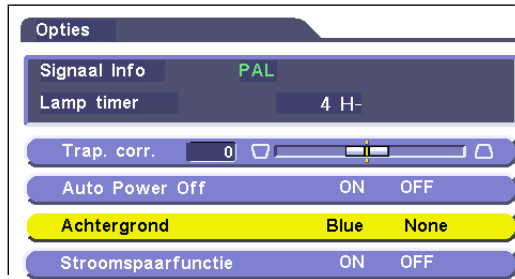 Opties
Signaal Info PAL
Lamp timer 4 H-
Trap. corr. 0
Auto Power Off ON OFF
Achtergrond Blue None
Stroomspaarfunctie ON OFF